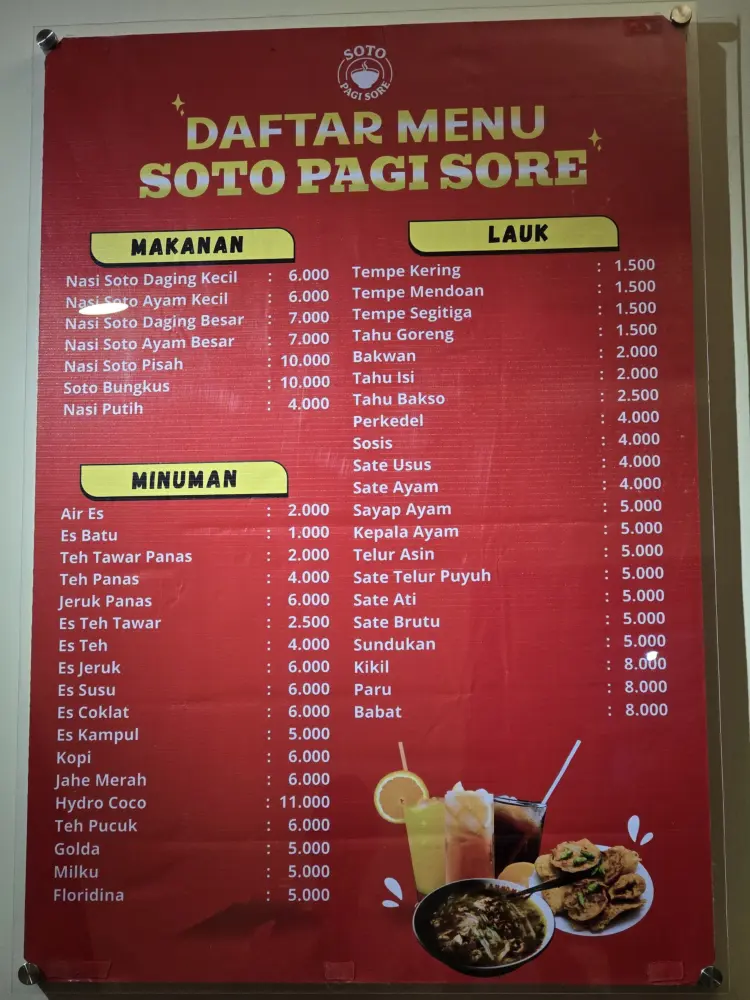 SOTO
PAGI SORE
DAFTAR MENU
SOTO PAGI SORE
MAKANAN
Nasi Soto Daging Kecil : 6.000
Nasi Soto Ayam Kecil : 6.000
Nasi Soto Daging Besar : 7.000
Nasi Soto Ayam Besar : 7.000
Nasi Soto Pisah : 10.000
Soto Bungkus : 10.000
Nasi Putih : 4.000
MINUMAN
Air Es : 2.000
Es Batu : 1.000
Teh Tawar Panas : 2.000
Teh Panas : 4.000
Jeruk Panas : 6.000
Es Teh Tawar : 2.500
Es Teh : 4.000
Es Jeruk : 6.000
Es Susu : 6.000
Es Coklat : 6.000
Es Kampul : 5.000
Kopi : 6.000
Jahe Merah : 6.000
Hydro Coco : 11.000
Teh Pucuk : 6.000
Golda : 5.000
Milku : 5.000
Floridina : 5.000
LAUK
Tempe Kering : 1.500
Tempe Mendoan : 1.500
Tempe Segitiga : 1.500
Tahu Goreng : 1.500
Bakwan : 2.000
Tahu Isi : 2.000
Tahu Bakso : 2.500
Perkedel : 4.000
Sosis : 4.000
Sate Usus : 4.000
Sate Ayam : 4.000
Sayap Ayam : 5.000
Kepala Ayam : 5.000
Telur Asin : 5.000
Sate Telur Puyuh : 5.000
Sate Ati : 5.000
Sate Brutu : 5.000
Sundukan : 5.000
Kikil : 8.000
Paru : 8.000
Babat : 8.000